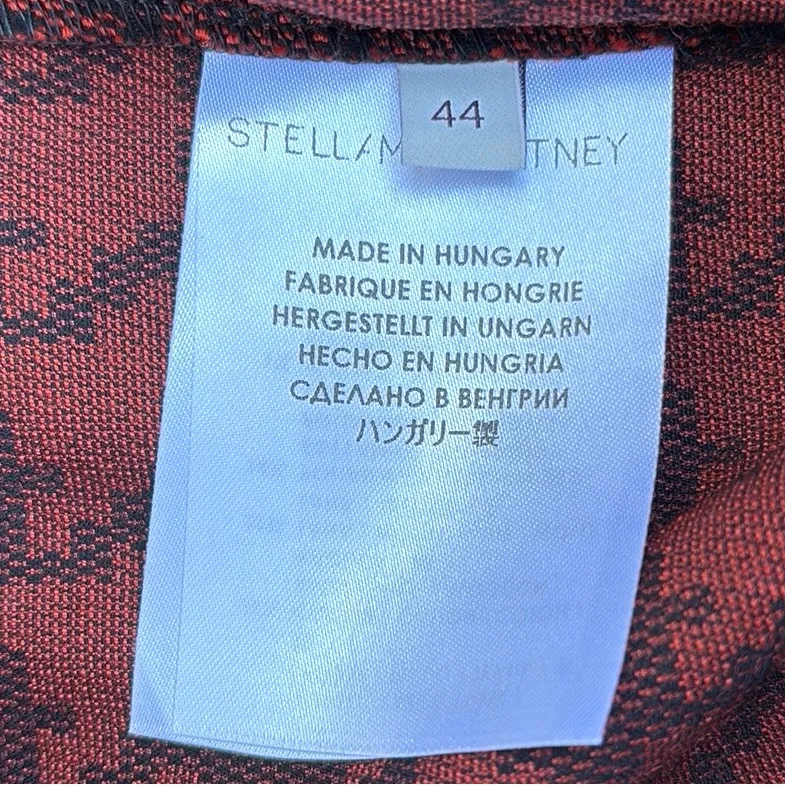 44
STELLA M TNEY
MADE IN HUNGARY
FABRIQUE EN HONGRIE
HERGESTELLT IN UNGARN
HECHO EN HUNGRIA
СДЕЛАНО В ВЕНГРИИ
ハンガリー製